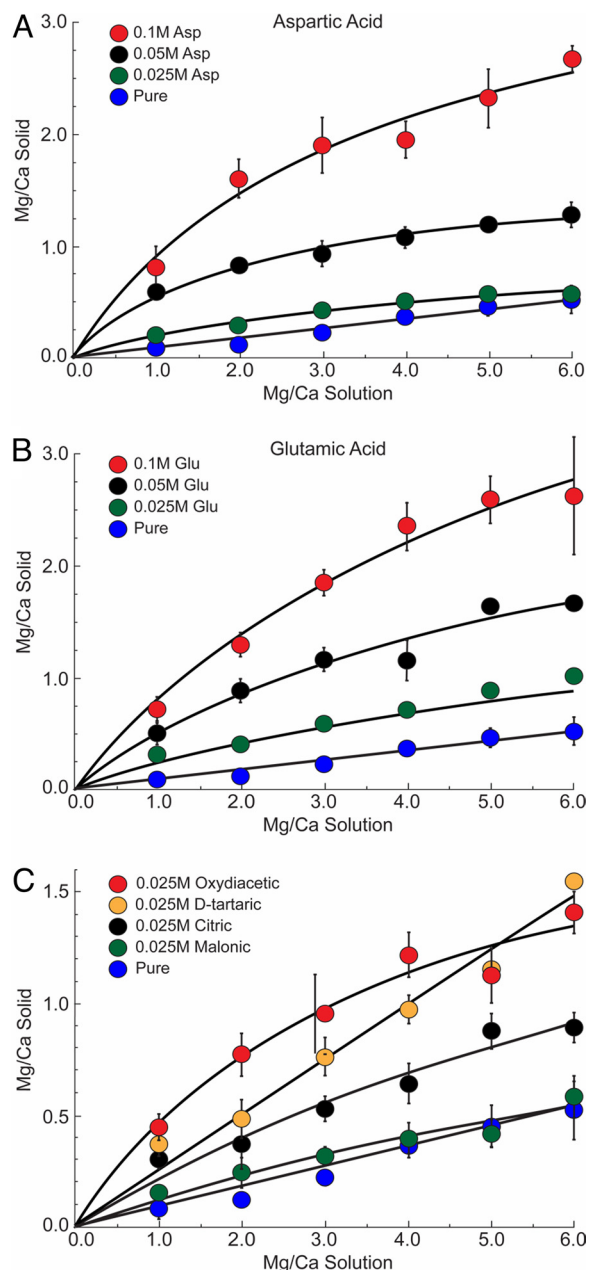 A
Aspartic Acid
3.0
0.1M Asp
0.05M Asp
0.025M Asp
Pure
2.0
Mg/Ca Solid
1.0
0.0
1.0 2.0 3.0 4.0 5.0 6.0
Mg/Ca Solution
B
Glutamic Acid
3.0
0.1M Glu
0.05M Glu
0.025M Glu
Pure
2.0
Mg/Ca Solid
1.0
0.0
1.0 2.0 3.0 4.0 5.0 6.0
Mg/Ca Solution
C
0.025M Oxydiacetic
0.025M D-tartaric
0.025M Citric
0.025M Malonic
Pure
1.5
1.0
Mg/Ca Solid
0.5
0.0
1.0 2.0 3.0 4.0 5.0 6.0
Mg/Ca Solution